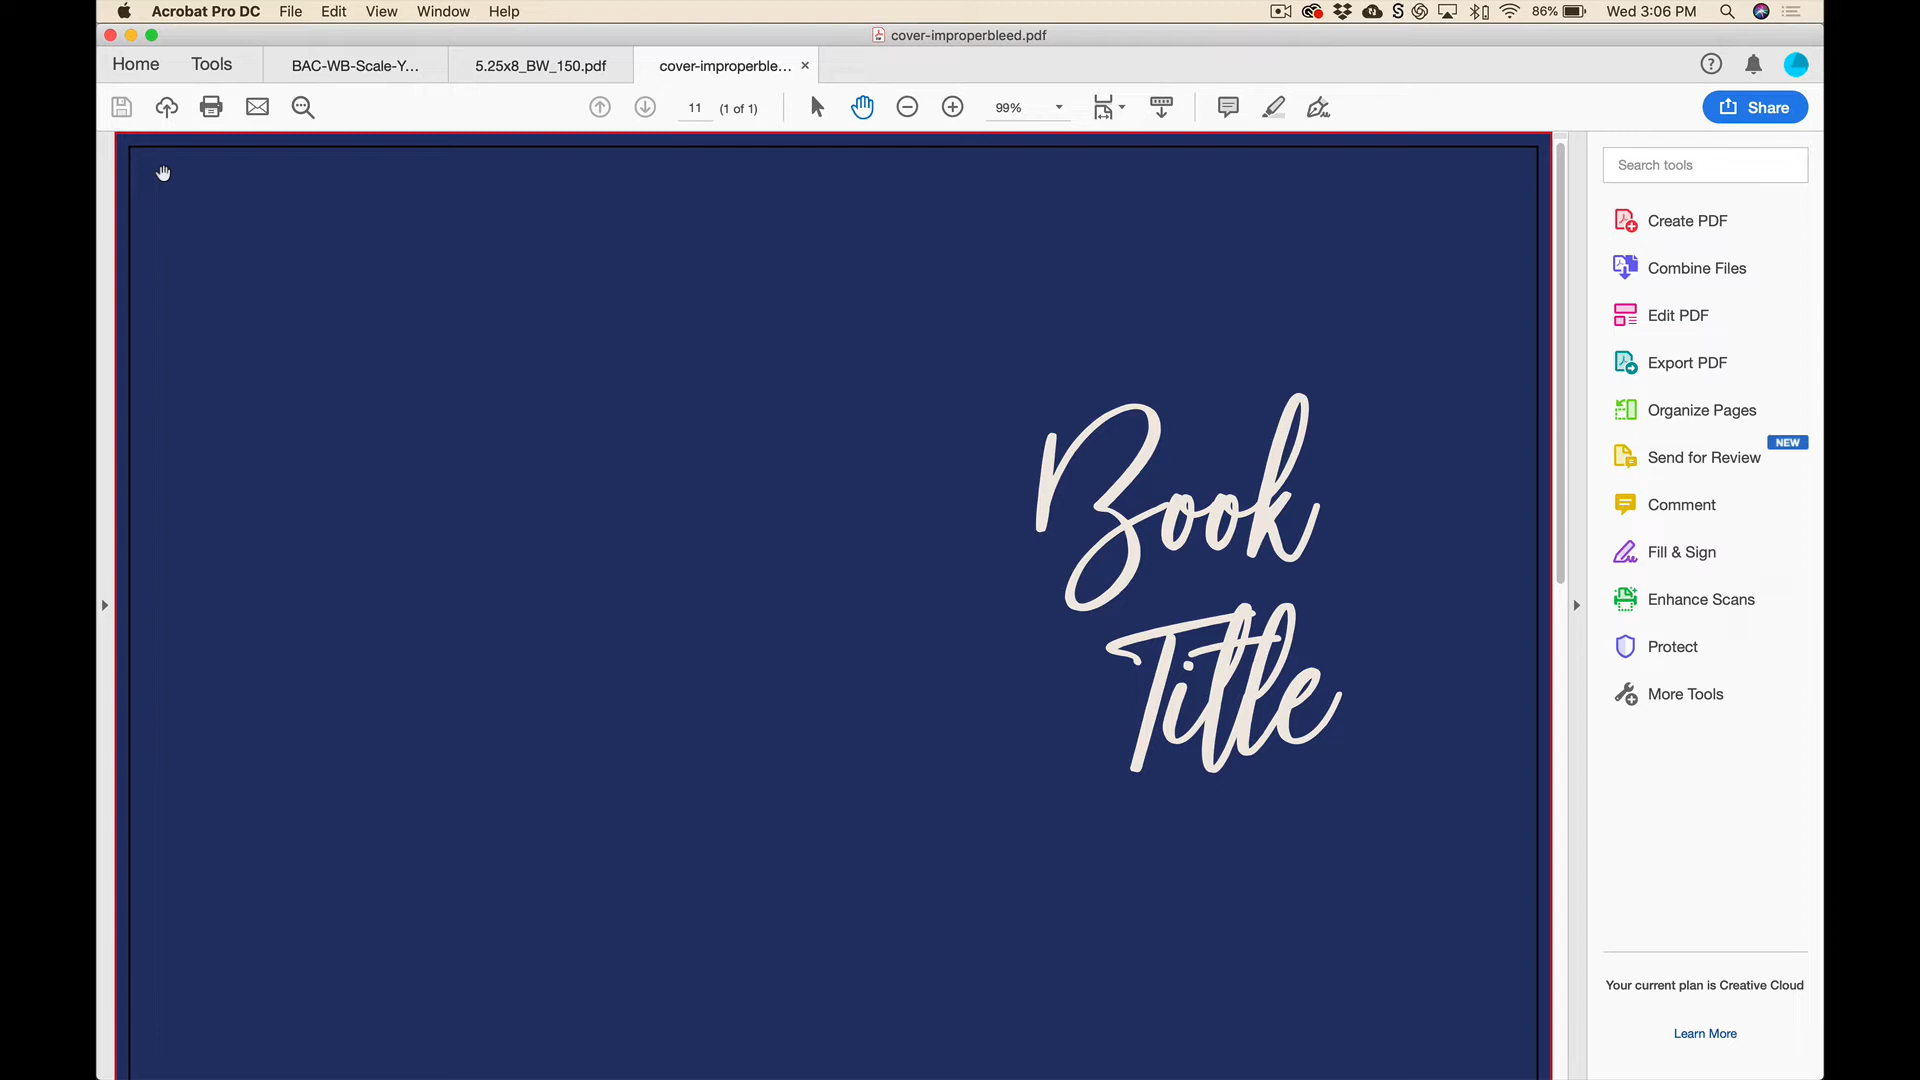 Acrobat Pro DC File Edit View Window Help 86% Wed 3:06 PM
cover-improperbleed.pdf
Home Tools BAC-WB-Scale-Y... 5.25x8_BW_150.pdf cover-improperble...
11 (1 of 1) 99% Share
Search tools
Create PDF
Combine Files
Edit PDF
Export PDF
Organize Pages
NEW
Send for Review
Comment
Fill & Sign
Enhance Scans
Protect
More Tools
Book
Title
Your current plan is Creative Cloud
Learn More